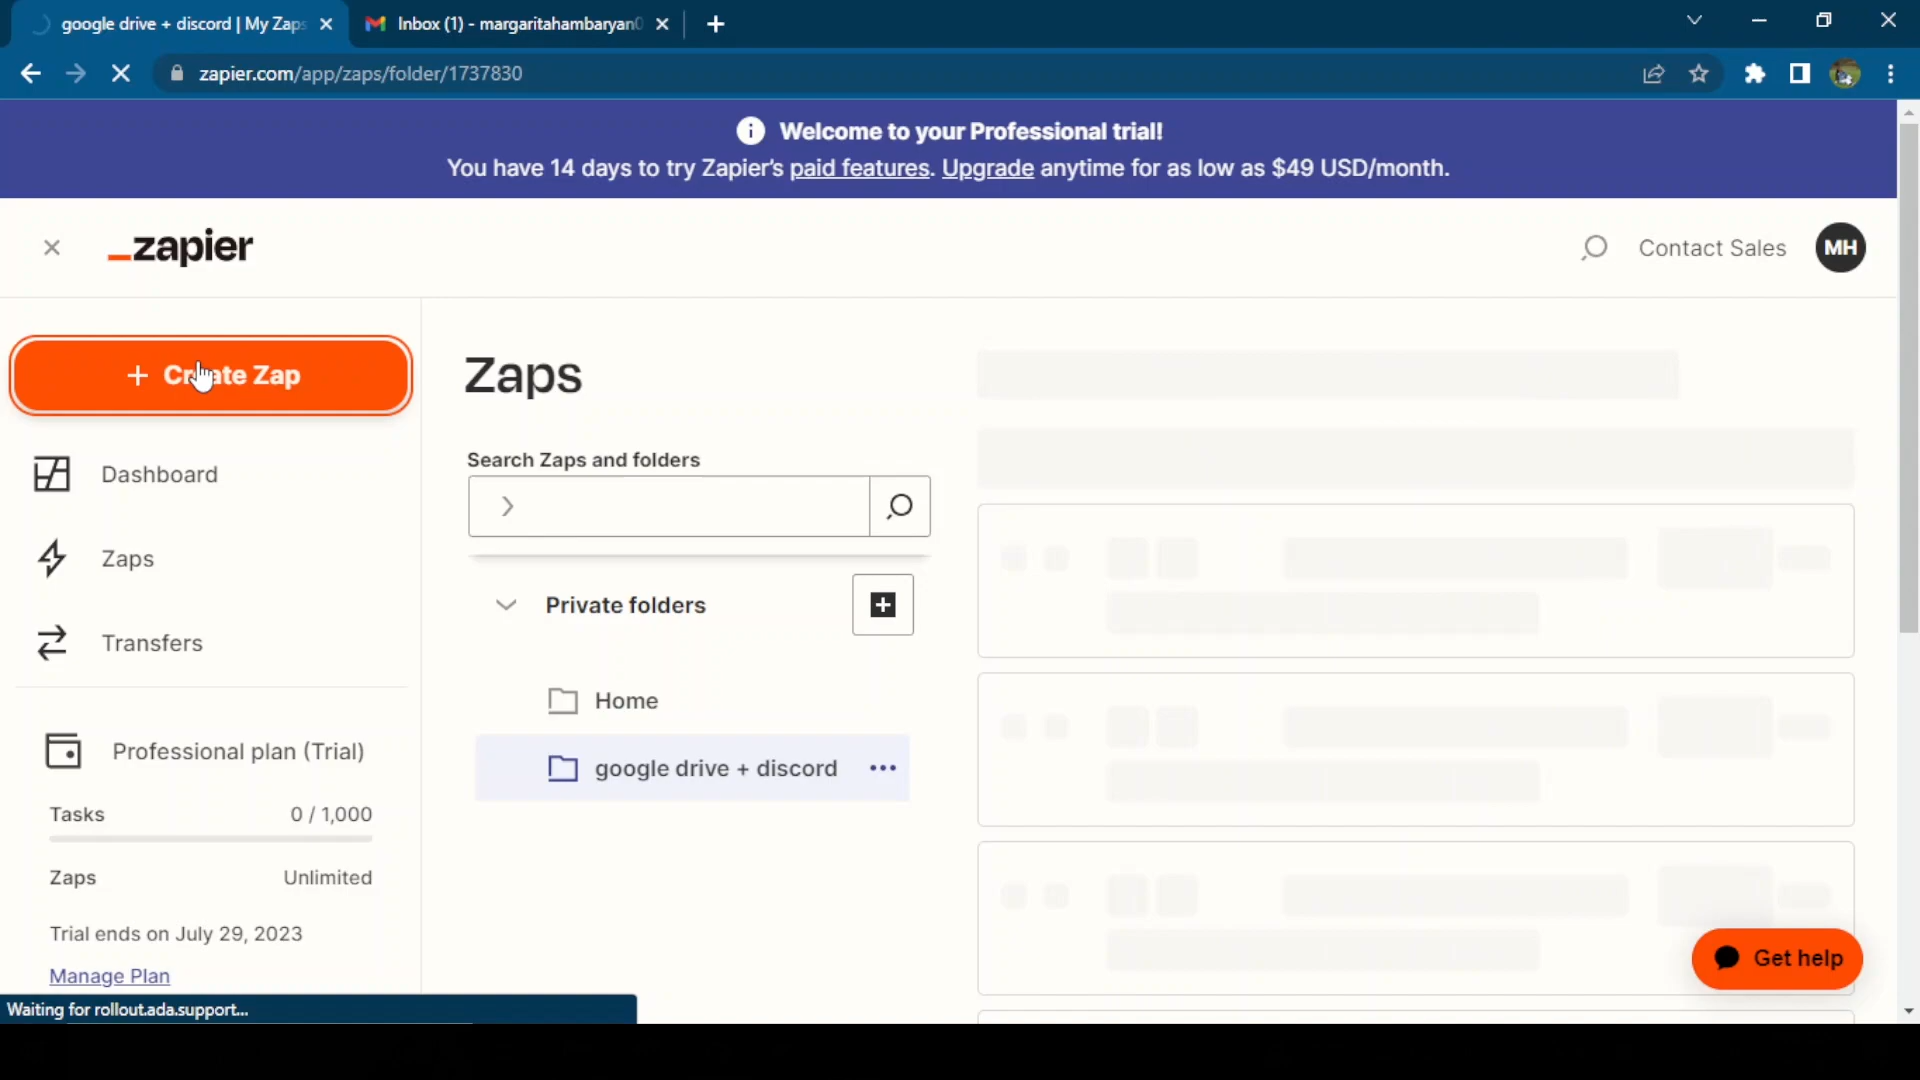 google drive + discord | My Zaps
Inbox (1) - margaritahambaryan
zapier.com/app/zaps/folder/1737830
Welcome to your Professional trial!
You have 14 days to try Zapier's paid features. Upgrade anytime for as low as $49 USD/month.
_zapier
Contact Sales
MH
+ Create Zap
Zaps
Dashboard
Search Zaps and folders
Zaps
Private folders
Transfers
Home
google drive + discord
Professional plan (Trial)
Tasks 0 / 1,000
Zaps Unlimited
Trial ends on July 29, 2023
Manage Plan
Get help
Waiting for rollout.ada.support...